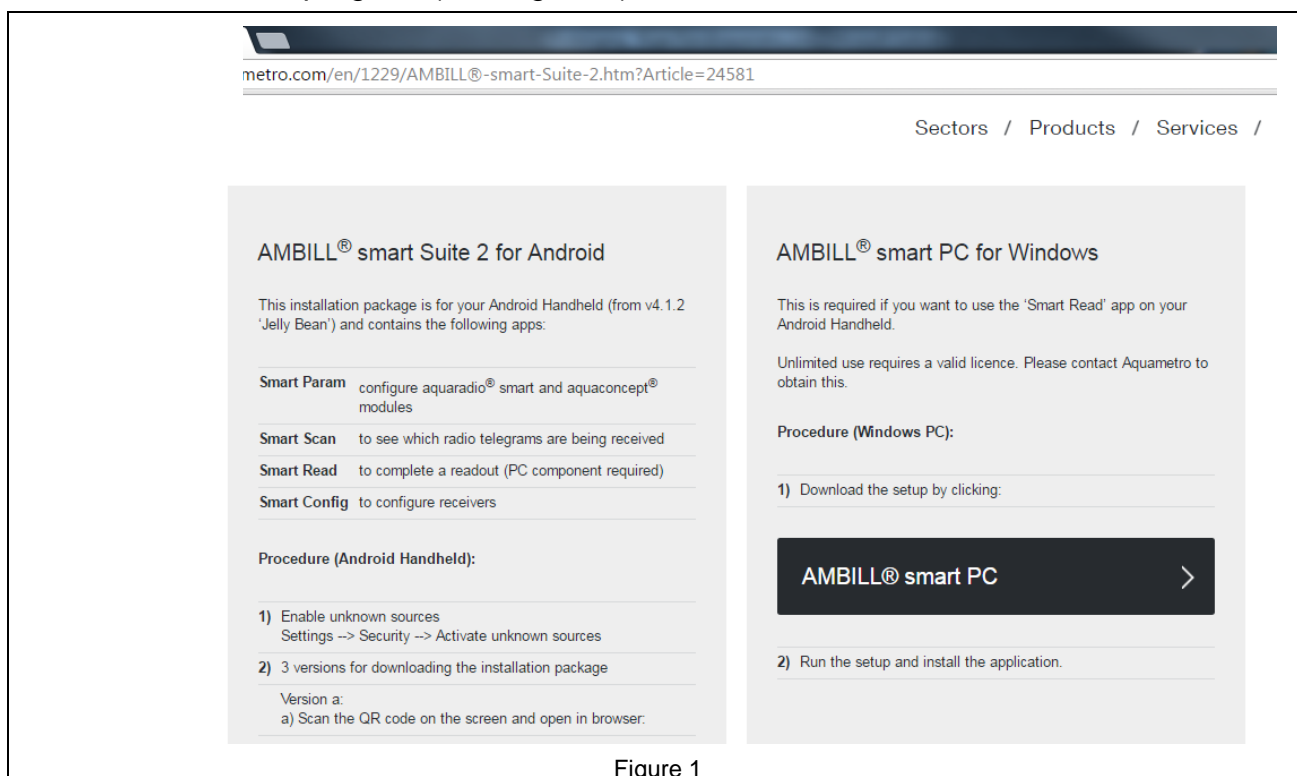 metro.com/en/1229/AMBILL®-smart-Suite-2.htm?Article=24581
Sectors / Products / Services /
AMBILL® smart Suite 2 for Android
This installation package is for your Android Handheld (from v4.1.2
'Jelly Bean') and contains the following apps:
Smart Param configure aquaradio® smart and aquaconcept®
modules
Smart Scan to see which radio telegrams are being received
Smart Read to complete a readout (PC component required)
Smart Config to configure receivers
Procedure (Android Handheld):
1) Enable unknown sources
Settings --> Security --> Activate unknown sources
2) 3 versions for downloading the installation package
Version a:
a) Scan the QR code on the screen and open in browser:
AMBILL® smart PC for Windows
This is required if you want to use the 'Smart Read' app on your
Android Handheld.
Unlimited use requires a valid licence. Please contact Aquametro to
obtain this.
Procedure (Windows PC):
1) Download the setup by clicking:
AMBILL® smart PC
2) Run the setup and install the application.
Figure 1